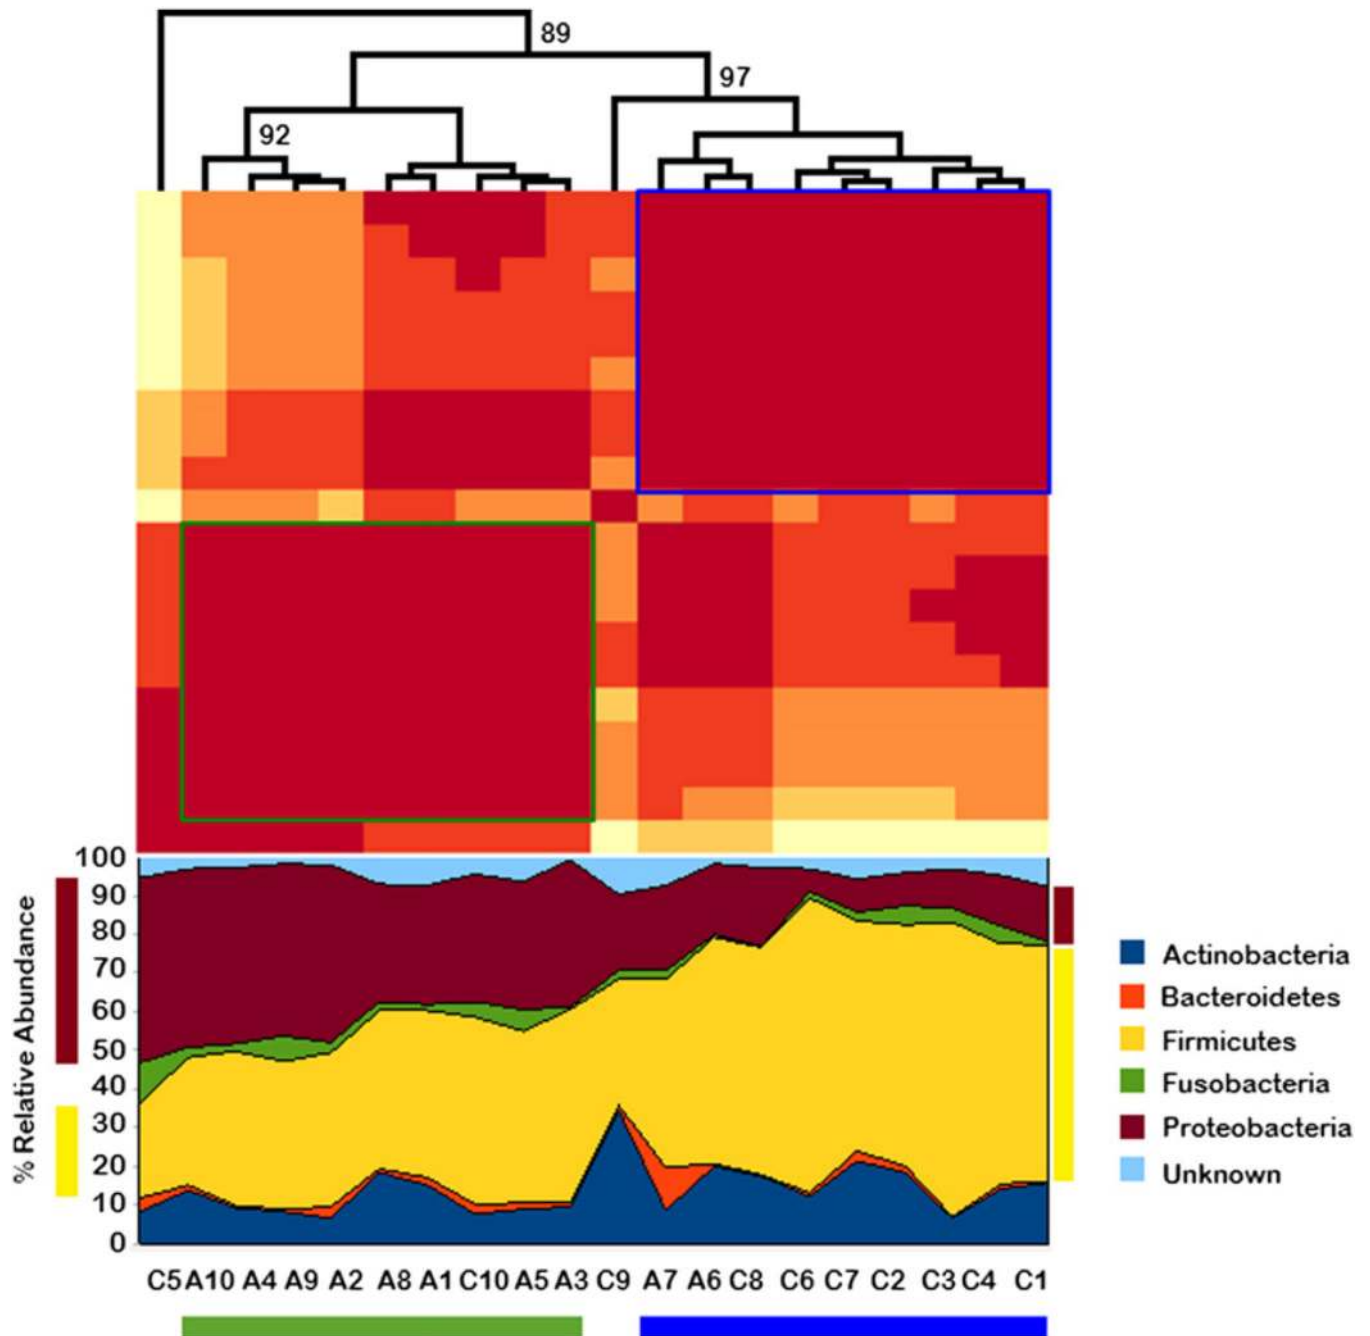 89
97
92
100
90
80
70
60
50
40
30
20
10
0
% Relative Abundance
Actinobacteria
Bacteroidetes
Firmicutes
Fusobacteria
Proteobacteria
Unknown
C5 A10 A4 A9 A2 A8 A1 C10 A5 A3 C9 A7 A6 C8 C6 C7 C2 C3 C4 C1